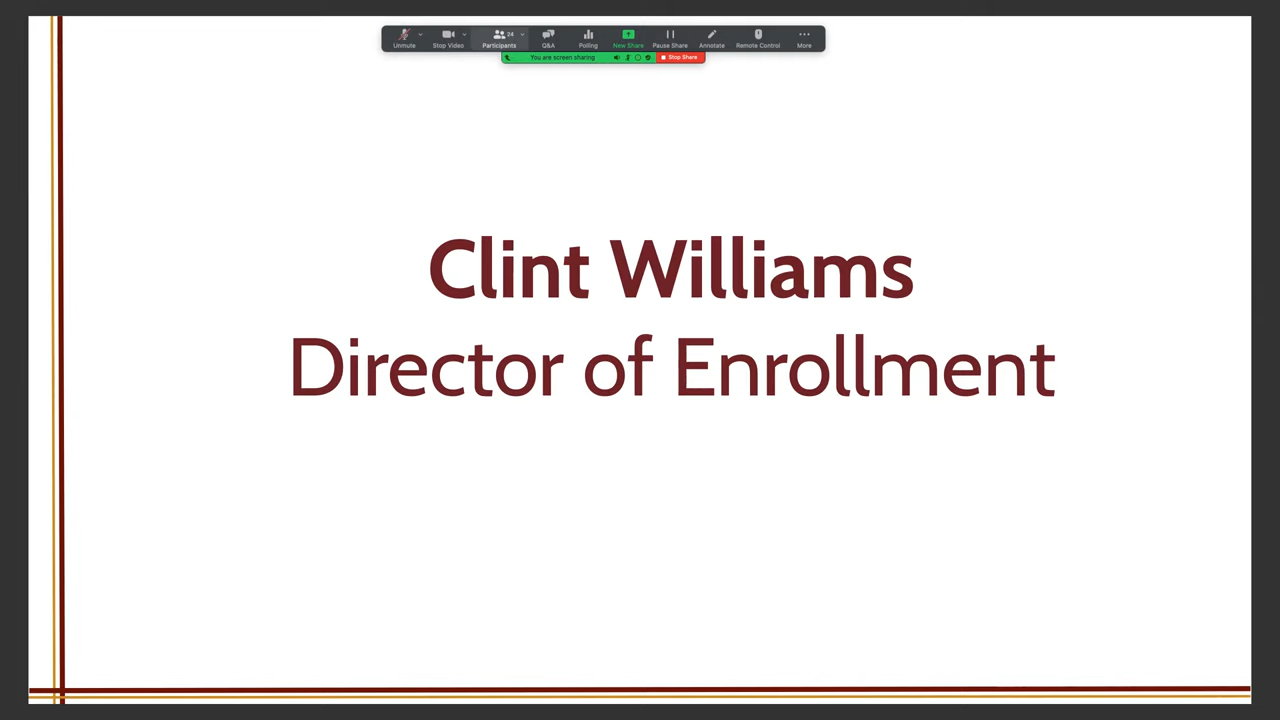 24
Unmute Stop Video Participants Q&A Polling New Share Pause Share Annotate Remote Control More
You are screen sharing Stop Share
Clint Williams
Director of Enrollment